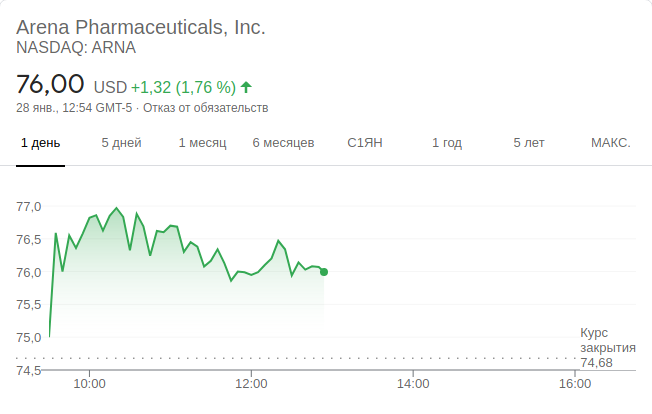 Arena Pharmaceuticals, Inc.
NASDAQ: ARNA
76,00 USD +1,32 (1,76 %)
28 янв., 12:54 GMT-5 · Отказ от обязательств
1 день 5 дней 1 месяц 6 месяцев С1ЯН 1 год 5 лет МАКС.
77,0
76,5
76,0
75,5
75,0
Курс
закрытия
74,68
74,5
10:00 12:00 14:00 16:00